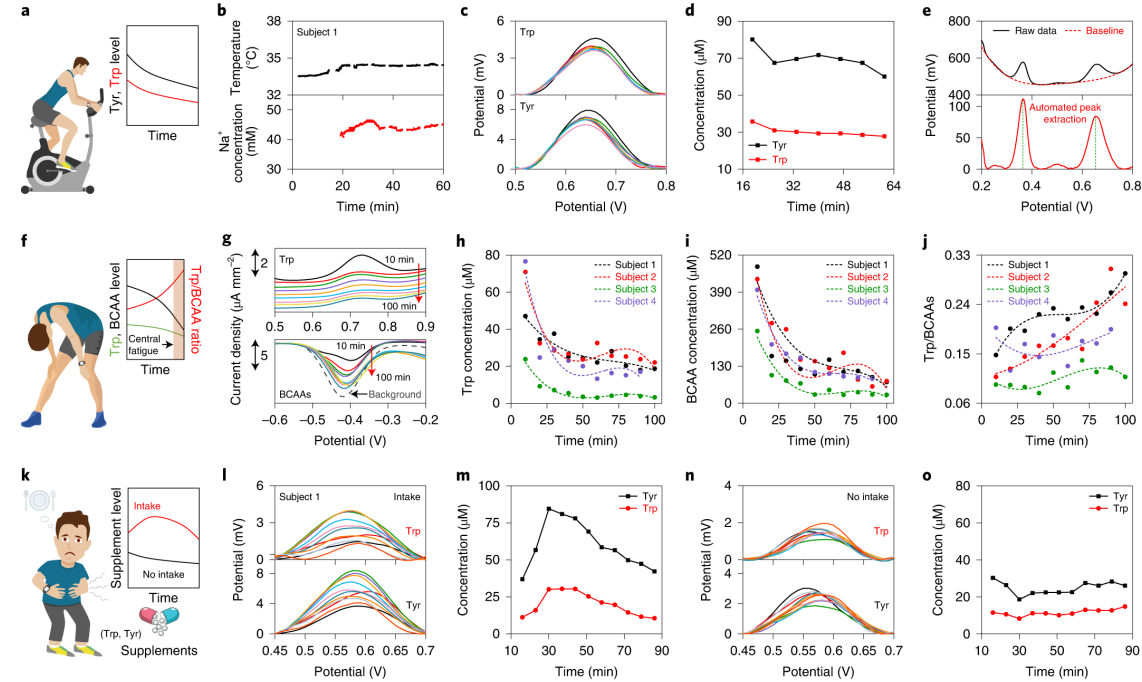 a
Tyr, Trp level
Time
b
Subject 1
Temperature
(°C)
38
35
32
Na+
concentration
(mM)
50
40
30
0
20
40
60
Time (min)
c
Trp
Tyr
Potential (mV)
6
3
0
8
4
0
0.5
0.6
0.7
0.8
Potential (V)
d
Concentration (µM)
90
70
50
30
10
Tyr
Trp
16
32
48
64
Time (min)
e
Raw data
Baseline
Automated peak
extraction
Potential (mV)
800
600
400
100
50
0
0.2
0.4
0.6
0.8
Potential (V)
f
Trp, BCAA level
Trp/BCAA ratio
Central
fatigue
Time
g
Current density (µA mm−2)
2
Trp
10 min
100 min
0.5
0.6
0.7
0.8
0.9
5
10 min
100 min
Background
BCAAs
−0.6
−0.5
−0.4
−0.3
−0.2
Potential (V)
h
Trp concentration (µM)
80
60
40
20
0
Subject 1
Subject 2
Subject 3
Subject 4
0
25
50
75
100
Time (min)
i
BCAA concentration (µM)
520
390
260
130
0
Subject 1
Subject 2
Subject 3
Subject 4
0
25
50
75
100
Time (min)
j
Trp/BCAAs
0.33
0.24
0.15
0.06
Subject 1
Subject 2
Subject 3
Subject 4
0
25
50
75
100
Time (min)
k
Supplement level
Intake
No intake
Time
(Trp, Tyr)
Supplements
l
Subject 1
Intake
Trp
Tyr
Potential (mV)
6
3
0
8
4
0
0.45
0.5
0.55
0.6
0.65
0.7
Potential (V)
m
Concentration (µM)
100
75
50
25
0
Tyr
Trp
10
30
50
70
90
Time (min)
n
No intake
Trp
Tyr
Potential (mV)
4
2
0
4
2
0
0.45
0.5
0.55
0.6
0.65
0.7
Potential (V)
o
Concentration (µM)
80
60
40
20
0
Tyr
Trp
10
30
50
70
90
Time (min)